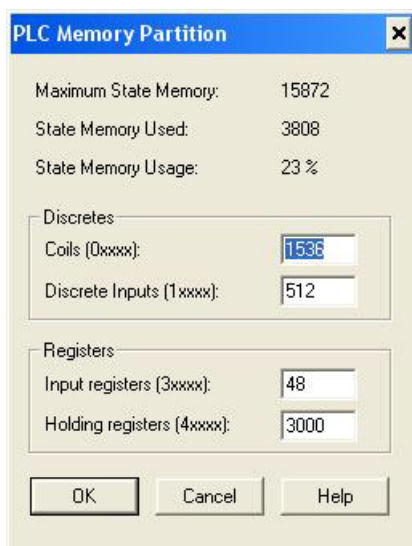 PLC Memory Partition
Maximum State Memory: 15872
State Memory Used: 3808
State Memory Usage: 23 %
Discretes
Coils (0xxxx): 1536
Discrete Inputs (1xxxx): 512
Registers
Input registers (3xxxx): 48
Holding registers (4xxxx): 3000
OK Cancel Help